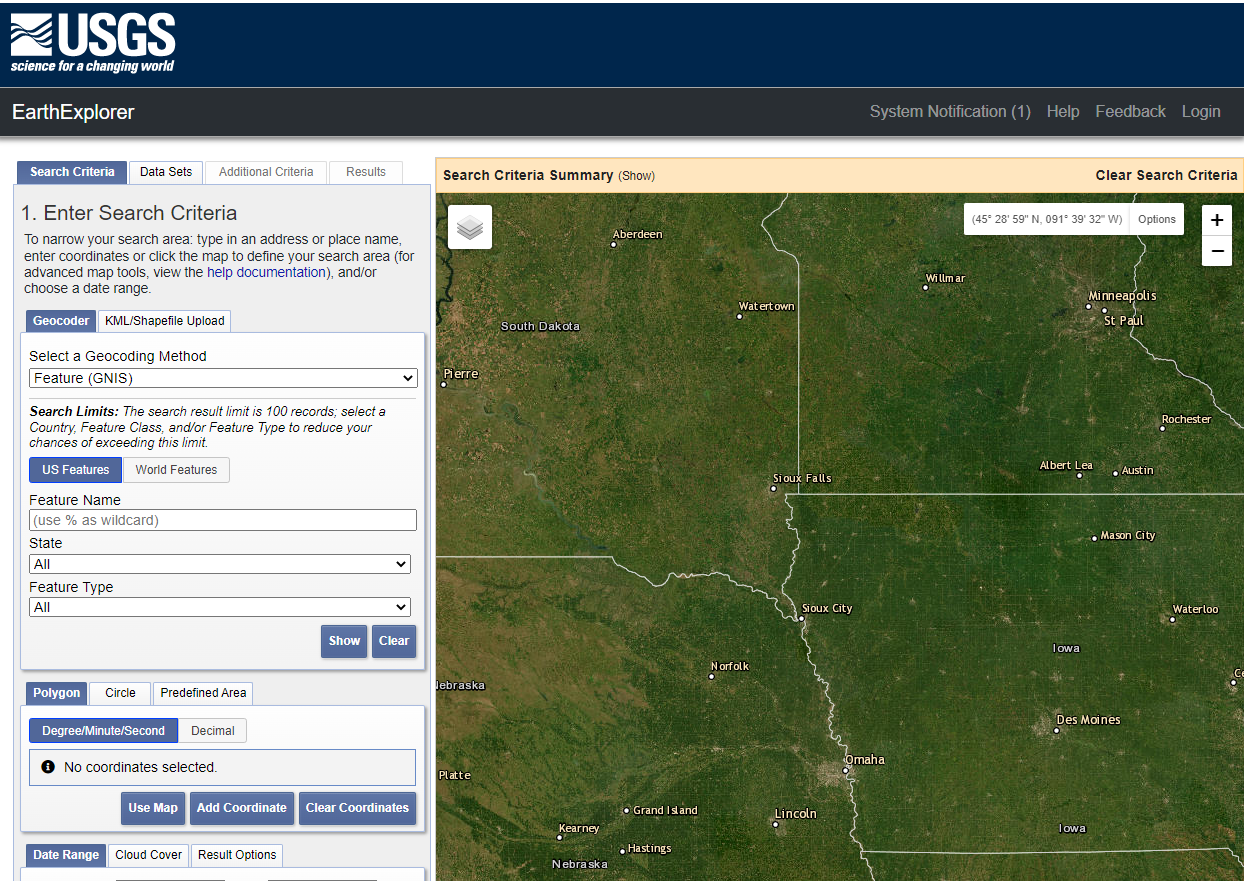 USGS
science for a changing world
EarthExplorer
System Notification (1) Help Feedback Login
Search Criteria Data Sets Additional Criteria Results
1. Enter Search Criteria
To narrow your search area: type in an address or place name,
enter coordinates or click the map to define your search area (for
advanced map tools, view the help documentation), and/or
choose a date range.
Geocoder KML/Shapefile Upload
Select a Geocoding Method
Feature (GNIS)
Search Limits: The search result limit is 100 records; select a
Country, Feature Class, and/or Feature Type to reduce your
chances of exceeding this limit.
US Features World Features
Feature Name
(use % as wildcard)
State
All
Feature Type
All
Show Clear
Polygon Circle Predefined Area
Degree/Minute/Second Decimal
No coordinates selected.
Use Map Add Coordinate Clear Coordinates
Date Range Cloud Cover Result Options
Search Criteria Summary (Show) Clear Search Criteria
(45° 28' 59" N, 091° 39' 32" W) Options
+
−
Aberdeen
Willmar
Minneapolis
Watertown
St Paul
South Dakota
Pierre
Rochester
Albert Lea
Austin
Sioux Falls
Mason City
Sioux City
Waterloo
Iowa
Norfolk
Ce
Nebraska
Des Moines
Omaha
Platte
Grand Island
Lincoln
Kearney
Iowa
Hastings
Nebraska